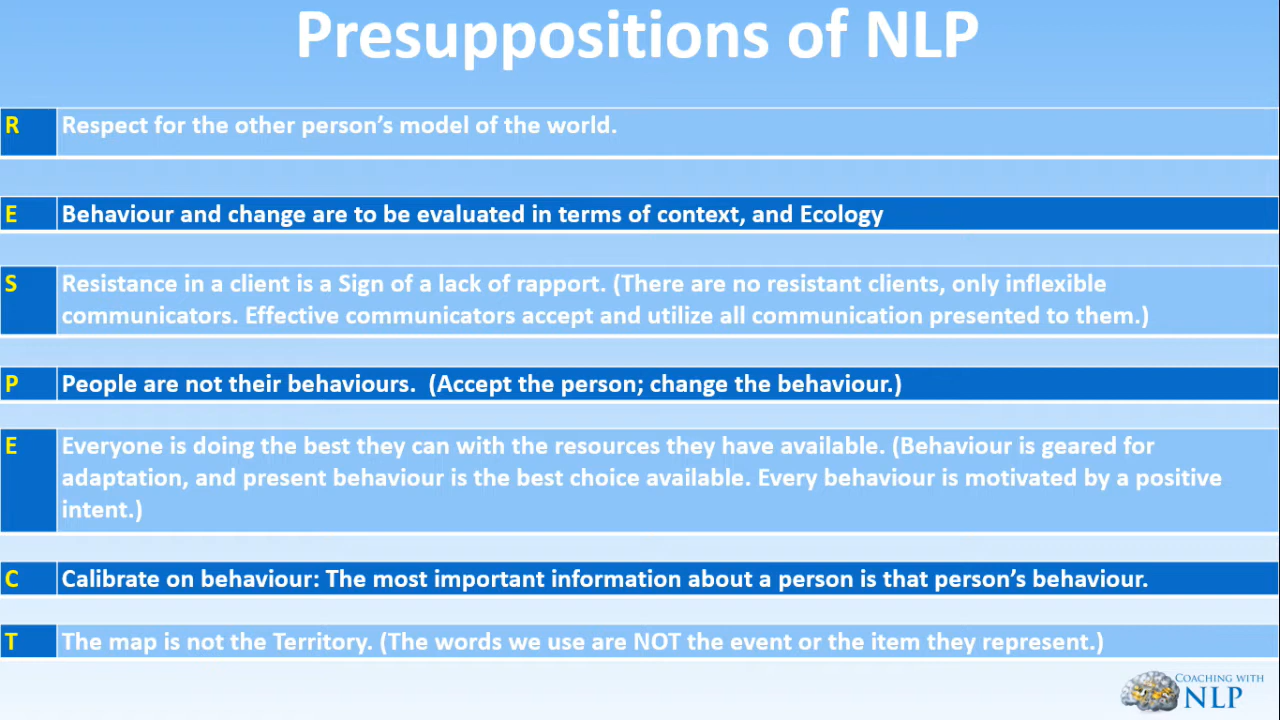 Presuppositions of NLP
R Respect for the other person’s model of the world.
E Behaviour and change are to be evaluated in terms of context, and Ecology
S Resistance in a client is a Sign of a lack of rapport. (There are no resistant clients, only inflexible
communicators. Effective communicators accept and utilize all communication presented to them.)
P People are not their behaviours.  (Accept the person; change the behaviour.)
E Everyone is doing the best they can with the resources they have available. (Behaviour is geared for
adaptation, and present behaviour is the best choice available. Every behaviour is motivated by a positive
intent.)
C Calibrate on behaviour: The most important information about a person is that person’s behaviour.
T The map is not the Territory. (The words we use are NOT the event or the item they represent.)
COACHING WITH
NLP